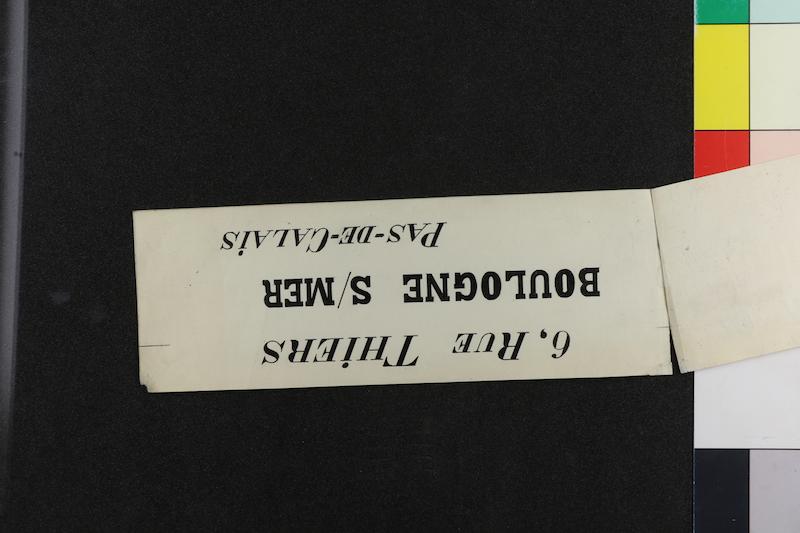 6, RUE THiERS
BOULOGNE S/MER
PAS-DE-CALAiS